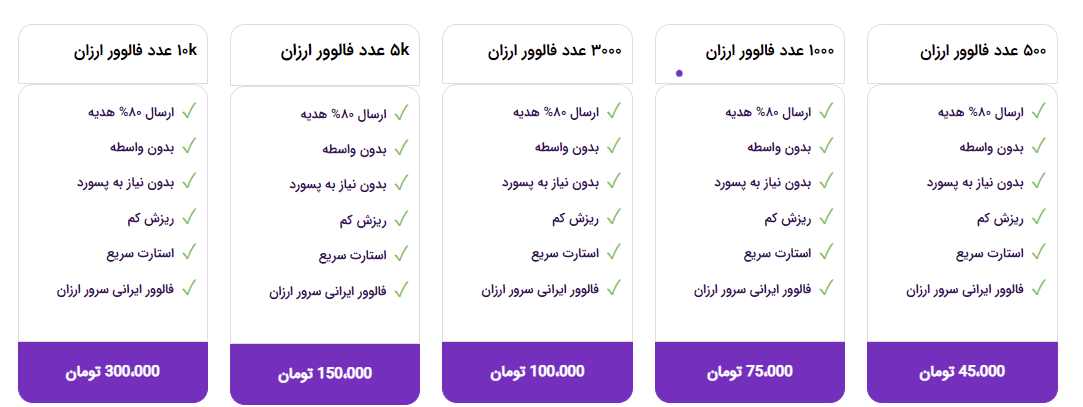 ۵۰۰ عدد فالوور ارزان
ارسال ۸۰% هدیه
بدون واسطه
بدون نیاز به پسورد
ریزش کم
استارت سریع
فالوور ایرانی سرور ارزان
45،000 تومان
۱۰۰۰ عدد فالوور ارزان
ارسال ۸۰% هدیه
بدون واسطه
بدون نیاز به پسورد
ریزش کم
استارت سریع
فالوور ایرانی سرور ارزان
75،000 تومان
۳۰۰۰ عدد فالوور ارزان
ارسال ۸۰% هدیه
بدون واسطه
بدون نیاز به پسورد
ریزش کم
استارت سریع
فالوور ایرانی سرور ارزان
100،000 تومان
۵k عدد فالوور ارزان
ارسال ۸۰% هدیه
بدون واسطه
بدون نیاز به پسورد
ریزش کم
استارت سریع
فالوور ایرانی سرور ارزان
150،000 تومان
۱۰k عدد فالوور ارزان
ارسال ۸۰% هدیه
بدون واسطه
بدون نیاز به پسورد
ریزش کم
استارت سریع
فالوور ایرانی سرور ارزان
300،000 تومان